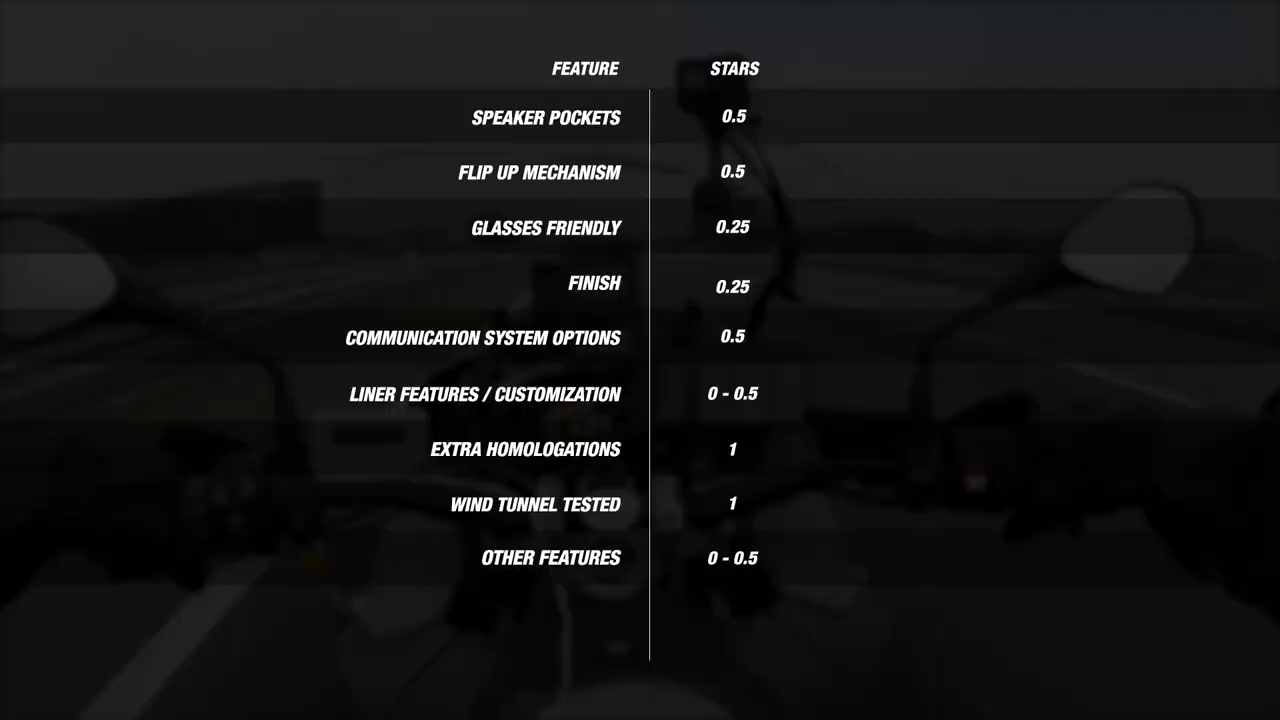 FEATURE STARS
SPEAKER POCKETS 0.5
FLIP UP MECHANISM 0.5
GLASSES FRIENDLY 0.25
FINISH 0.25
COMMUNICATION SYSTEM OPTIONS 0.5
LINER FEATURES / CUSTOMIZATION 0 - 0.5
EXTRA HOMOLOGATIONS 1
WIND TUNNEL TESTED 1
OTHER FEATURES 0 - 0.5